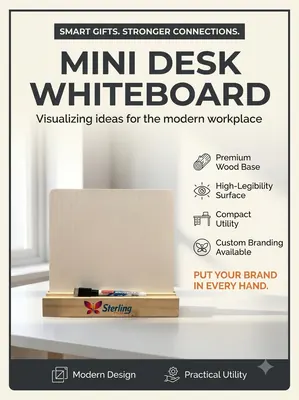 SMART GIFTS. STRONGER CONNECTIONS.
MINI DESK
WHITEBOARD
Visualizing ideas for the modern workplace
Premium
Wood Base
High-Legibility
Surface
Compact
Utility
Custom Branding
Available
PUT YOUR BRAND
IN EVERY HAND.
Sterling
Modern Design
Practical Utility